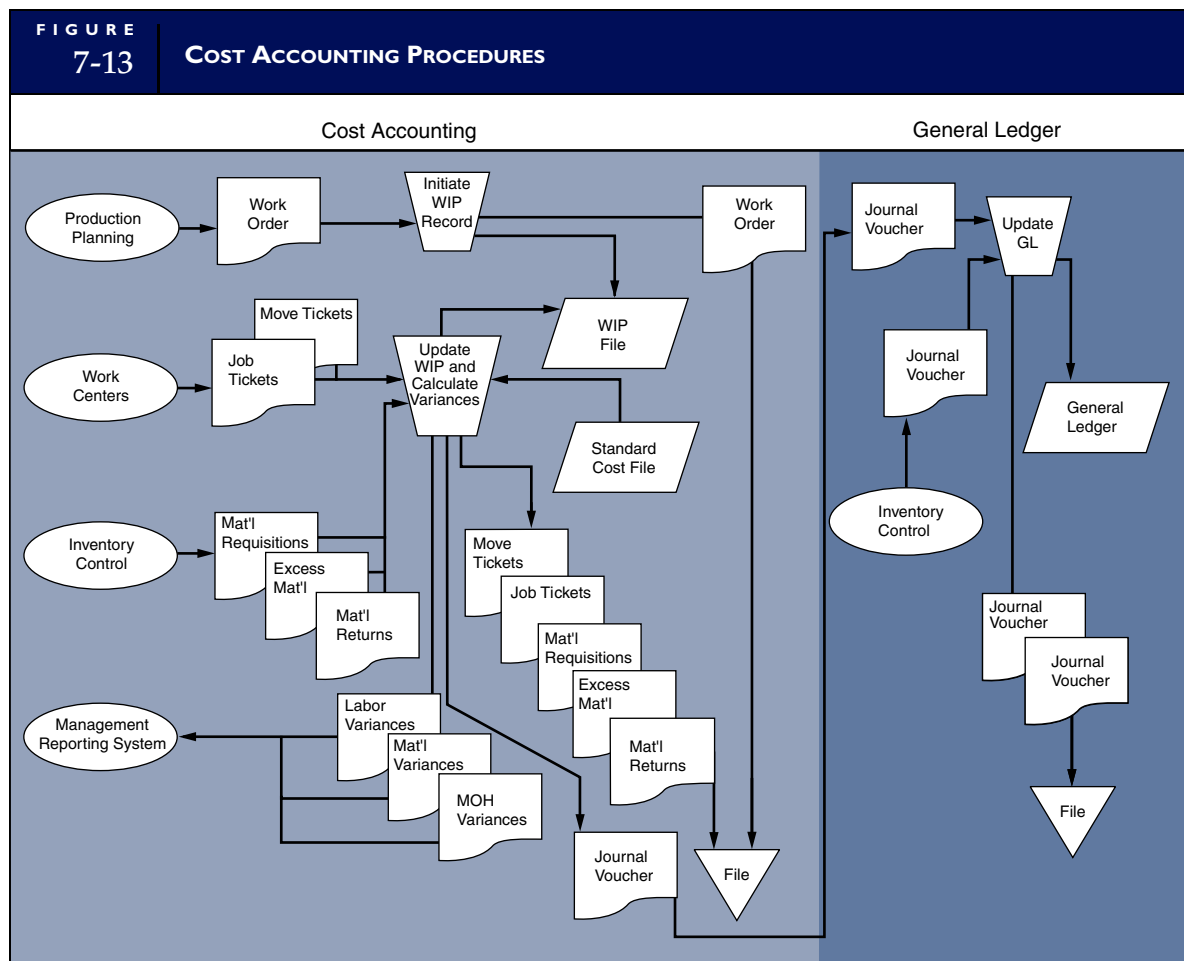 FIGURE
7-13
COST ACCOUNTING PROCEDURES
Cost Accounting
General Ledger
Production
Planning
Work
Order
Initiate
WIP
Record
Work
Order
Journal
Voucher
Update
GL
Move Tickets
Job
Tickets
Work
Centers
Update
WIP and
Calculate
Variances
WIP
File
Standard
Cost File
Journal
Voucher
General
Ledger
Inventory
Control
Inventory
Control
Mat'l
Requisitions
Excess
Mat'l
Mat'l
Returns
Move
Tickets
Job Tickets
Mat'l
Requisitions
Excess
Mat'l
Mat'l
Returns
Journal
Voucher
Journal
Voucher
Management
Reporting System
Labor
Variances
Mat'l
Variances
MOH
Variances
Journal
Voucher
File
File